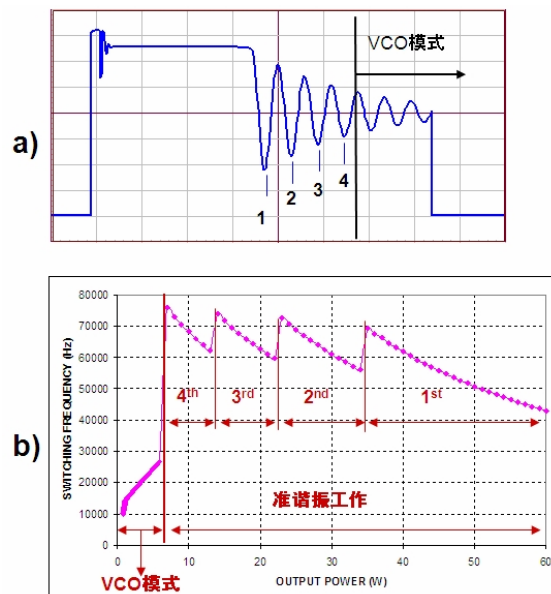 a)
VCO模式
1
2
3
4
b)
SWITCHING FREQUENCY (Hz)
80000
70000
60000
50000
40000
30000
20000
10000
0
4th
3rd
2nd
1st
准谐振工作
0
10
20
30
40
50
60
VCO模式
OUTPUT POWER (W)